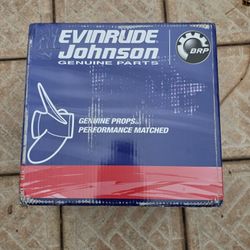 EVINRUDE
Johnson
GENUINE PARTS
BRP
GENUINE PROPS...
PERFORMANCE MATCHED